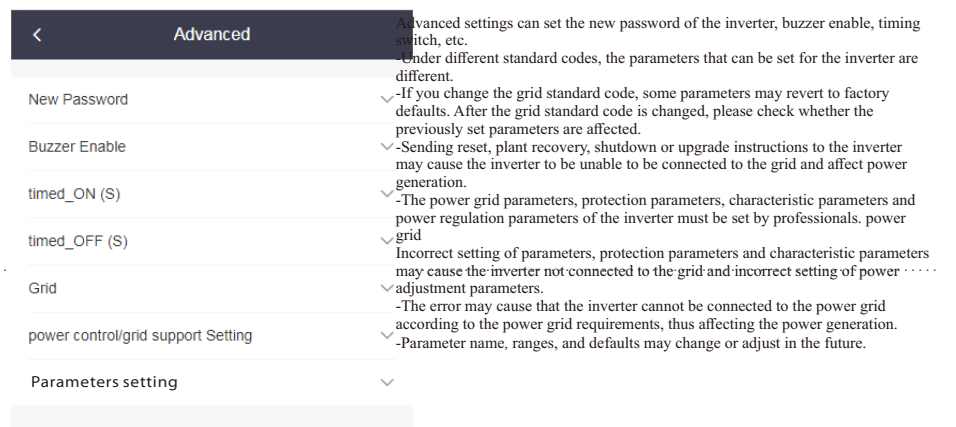 Advanced
New Password
Buzzer Enable
timed_ON (S)
timed_OFF (S)
Grid
power control/grid support Setting
Parameters setting
Advanced settings can set the new password of the inverter, buzzer enable, timing
switch, etc.
-Under different standard codes, the parameters that can be set for the inverter are
different.
-If you change the grid standard code, some parameters may revert to factory
defaults. After the grid standard code is changed, please check whether the
previously set parameters are affected.
-Sending reset, plant recovery, shutdown or upgrade instructions to the inverter
may cause the inverter to be unable to be connected to the grid and affect power
generation.
-The power grid parameters, protection parameters, characteristic parameters and
power regulation parameters of the inverter must be set by professionals. power
grid
Incorrect setting of parameters, protection parameters and characteristic parameters
may cause the inverter not connected to the grid and incorrect setting of power
adjustment parameters.
-The error may cause that the inverter cannot be connected to the power grid
according to the power grid requirements, thus affecting the power generation.
-Parameter name, ranges, and defaults may change or adjust in the future.